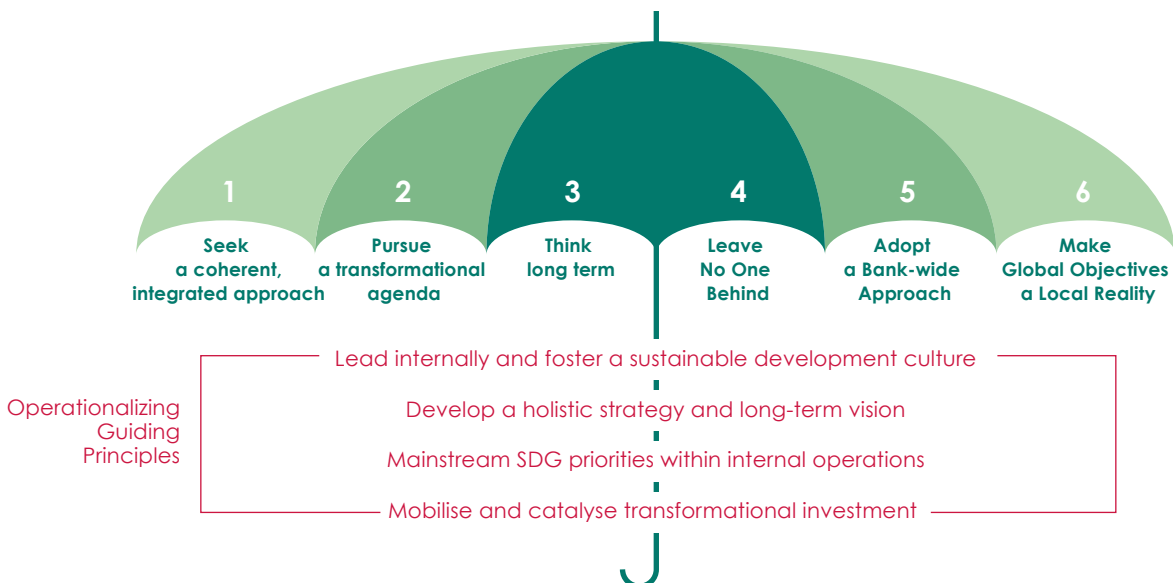 1
2
3
4
5
6
Seek
a coherent,
integrated approach
Pursue
a transformational
agenda
Think
long term
Leave
No One
Behind
Adopt
a Bank-wide
Approach
Make
Global Objectives
a Local Reality
Operationalizing
Guiding
Principles
Lead internally and foster a sustainable development culture
Develop a holistic strategy and long-term vision
Mainstream SDG priorities within internal operations
Mobilise and catalyse transformational investment